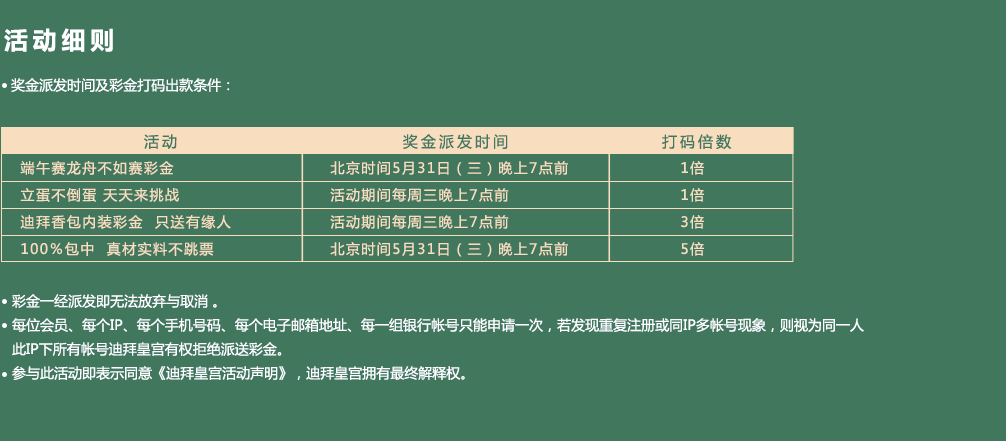 活动细则
• 奖金派发时间及彩金打码出款条件：
活动 奖金派发时间 打码倍数
端午赛龙舟不如赛彩金 北京时间5月31日（三）晚上7点前 1倍
立蛋不倒蛋 天天来挑战 活动期间每周三晚上7点前 1倍
迪拜香包内装彩金 只送有缘人 活动期间每周三晚上7点前 3倍
100%包中 真材实料不跳票 北京时间5月31日（三）晚上7点前 5倍
• 彩金一经派发即无法放弃与取消 。
• 每位会员、每个IP、每个手机号码、每个电子邮箱地址、每一组银行帐号只能申请一次，若发现重复注册或同IP多帐号现象，则视为同一人
此IP下所有帐号迪拜皇宫有权拒绝派送彩金。
• 参与此活动即表示同意《迪拜皇宫活动声明》，迪拜皇宫拥有最终解释权。